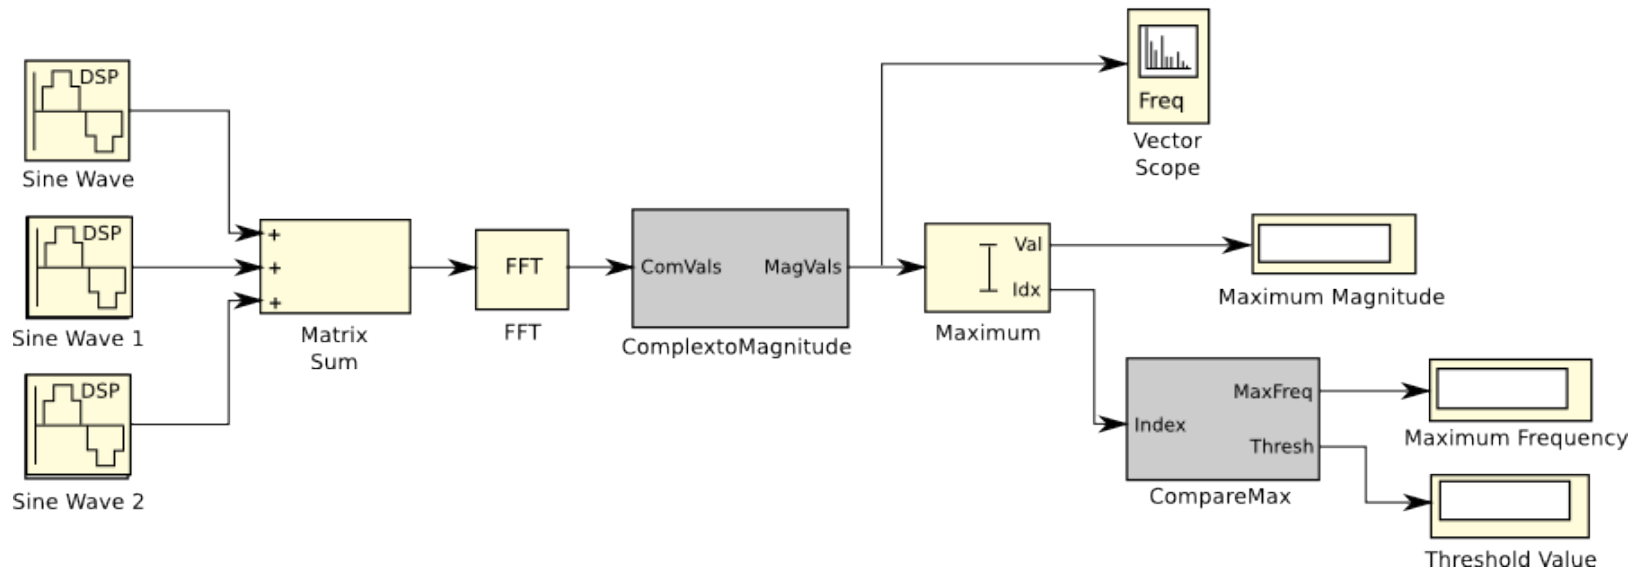 DSP
Sine Wave
DSP
Sine Wave 1
DSP
Sine Wave 2
+
+
+
Matrix
Sum
FFT
FFT
ComVals MagVals
ComplextoMagnitude
Freq
Vector
Scope
Val
Idx
Maximum
Maximum Magnitude
MaxFreq
Index
Thresh
CompareMax
Maximum Frequency
Threshold Value